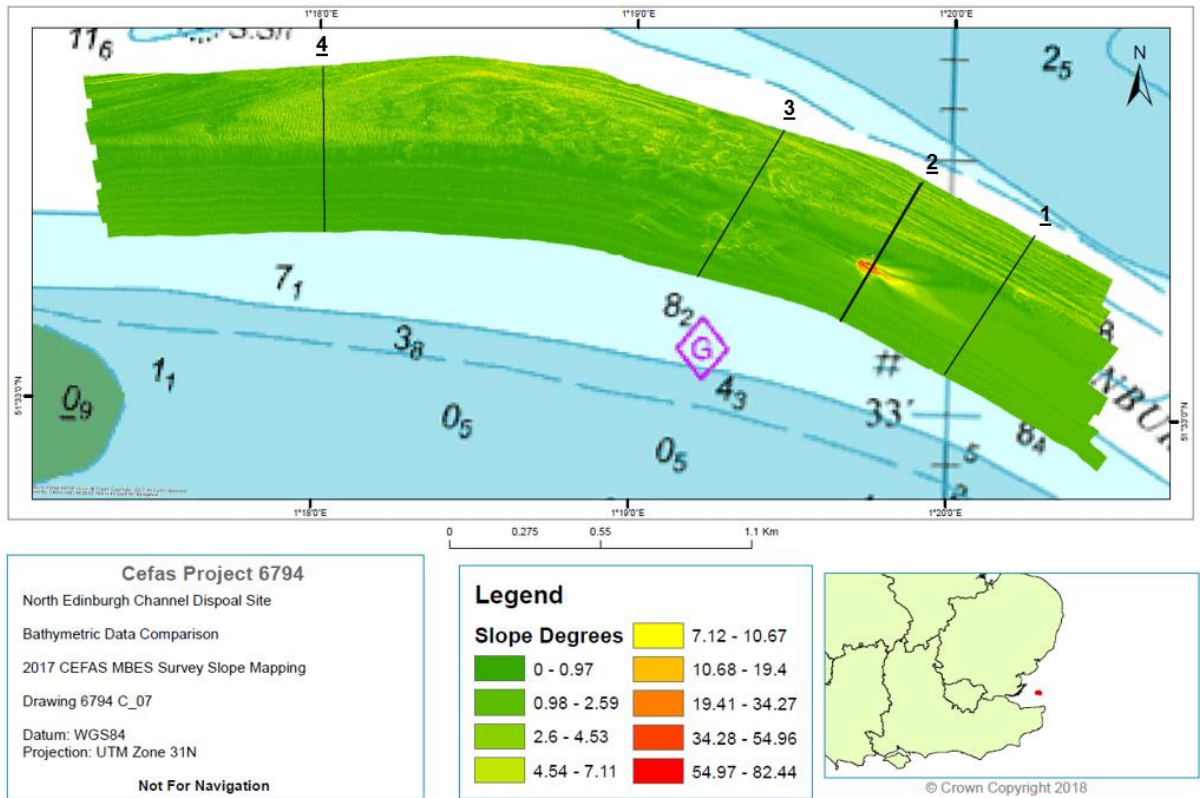 1°18'0"E 1°19'0"E 1°20'0"E
11₆
4
2₅
N
3
2
1
7₁
8₂
G
3₈
4₃
1₁
0₉
0₅
0₅
#
33'
8₄
5
51°33'0"N
51°33'0"N
1°18'0"E 1°19'0"E 1°20'0"E
0 0.275 0.55 1.1 Km
Cefas Project 6794
North Edinburgh Channel Dispoal Site
Bathymetric Data Comparison
2017 CEFAS MBES Survey Slope Mapping
Drawing 6794 C_07
Datum: WGS84
Projection: UTM Zone 31N
Not For Navigation
Legend
Slope Degrees
0 - 0.97
0.98 - 2.59
2.6 - 4.53
4.54 - 7.11
7.12 - 10.67
10.68 - 19.4
19.41 - 34.27
34.28 - 54.96
54.97 - 82.44
© Crown Copyright 2018